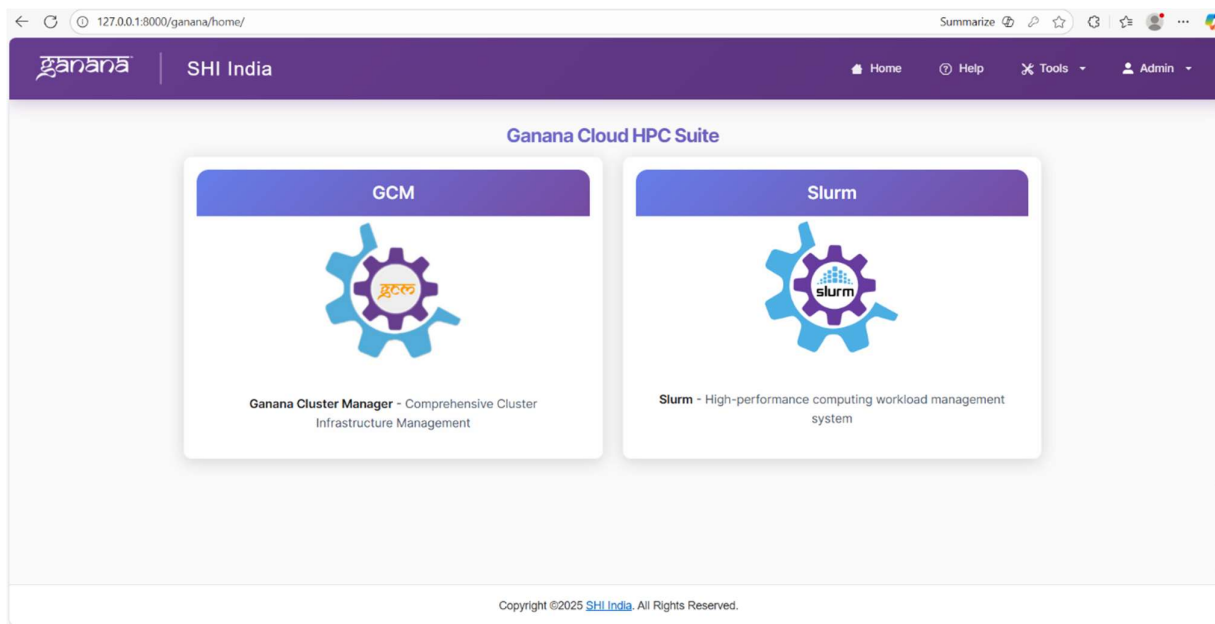 127.0.0.1:8000/ganana/home/
Summarize
ganana
SHI India
Home
Help
Tools
Admin
Ganana Cloud HPC Suite
GCM
gcm
Ganana Cluster Manager - Comprehensive Cluster
Infrastructure Management
Slurm
slurm
Slurm - High-performance computing workload management
system
Copyright ©2025 SHI India. All Rights Reserved.